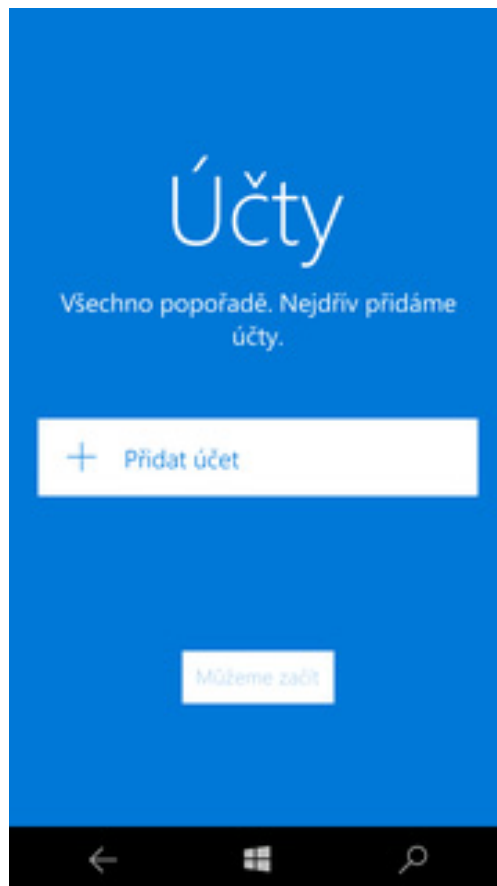 Účty
Všechno popořadě. Nejdřív přidáme
účty.
Přidat účet
Můžeme začít